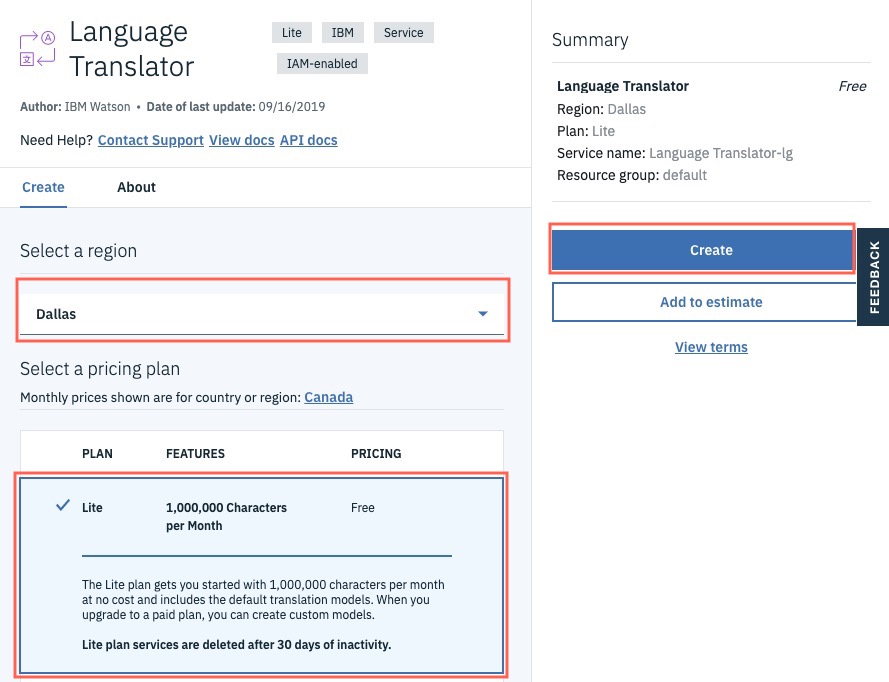 Language
Translator
Lite
IBM
Service
IAM-enabled
Author: IBM Watson • Date of last update: 09/16/2019
Need Help? Contact Support View docs API docs
Create
About
Select a region
Dallas
Select a pricing plan
Monthly prices shown are for country or region: Canada
PLAN FEATURES PRICING
Lite 1,000,000 Characters Free
per Month
The Lite plan gets you started with 1,000,000 characters per month
at no cost and includes the default translation models. When you
upgrade to a paid plan, you can create custom models.
Lite plan services are deleted after 30 days of inactivity.
Summary
Language Translator Free
Region: Dallas
Plan: Lite
Service name: Language Translator-lg
Resource group: default
Create
Add to estimate
View terms
FEEDBACK
A
文